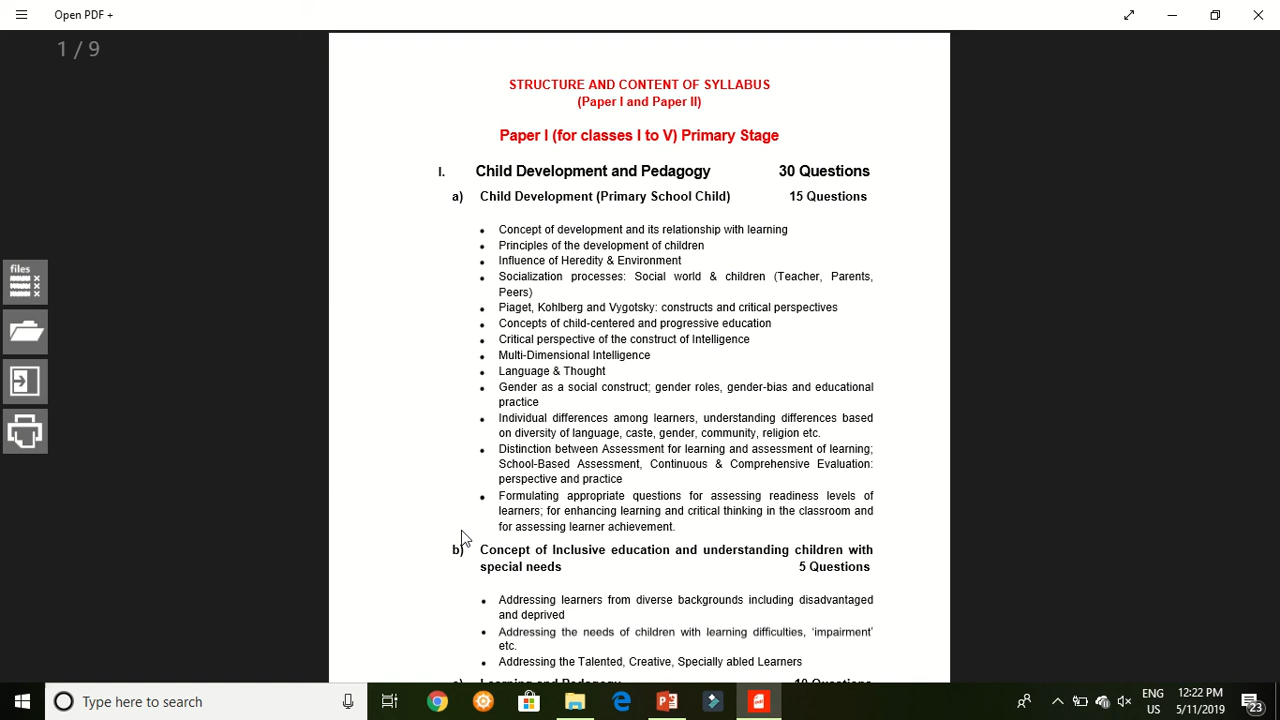 Open PDF +
1 / 9
STRUCTURE AND CONTENT OF SYLLABUS
(Paper I and Paper II)
Paper I (for classes I to V) Primary Stage
I. Child Development and Pedagogy 30 Questions
a) Child Development (Primary School Child) 15 Questions
• Concept of development and its relationship with learning
• Principles of the development of children
• Influence of Heredity & Environment
• Socialization processes: Social world & children (Teacher, Parents,
Peers)
• Piaget, Kohlberg and Vygotsky: constructs and critical perspectives
• Concepts of child-centered and progressive education
• Critical perspective of the construct of Intelligence
• Multi-Dimensional Intelligence
• Language & Thought
• Gender as a social construct; gender roles, gender-bias and educational
practice
• Individual differences among learners, understanding differences based
on diversity of language, caste, gender, community, religion etc.
• Distinction between Assessment for learning and assessment of learning;
School-Based Assessment, Continuous & Comprehensive Evaluation:
perspective and practice
• Formulating appropriate questions for assessing readiness levels of
learners; for enhancing learning and critical thinking in the classroom and
for assessing learner achievement.
b) Concept of Inclusive education and understanding children with
special needs 5 Questions
• Addressing learners from diverse backgrounds including disadvantaged
and deprived
• Addressing the needs of children with learning difficulties, ‘impairment’
etc.
• Addressing the Talented, Creative, Specially abled Learners
c) Learning and Pedagogy 10 Questions
files
Type here to search
ENG
US
12:22 PM
5/11/2019
23